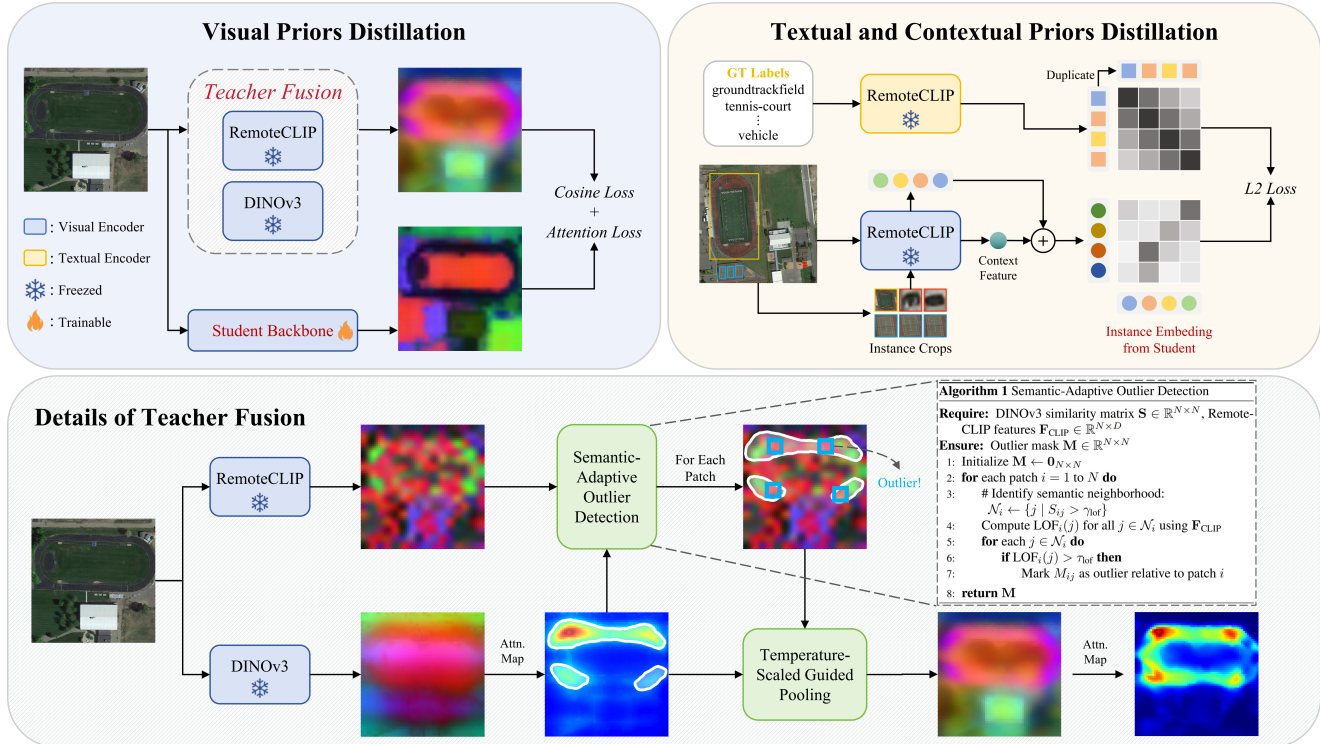 Visual Priors Distillation
Teacher Fusion
RemoteCLIP
DINOv3
Cosine Loss
+
Attention Loss
: Visual Encoder
: Textual Encoder
: Freezed
: Trainable
Student Backbone
Textual and Contextual Priors Distillation
GT Labels
groundtrackfield
tennis-court
⋮
vehicle
RemoteCLIP
Duplicate
L2 Loss
RemoteCLIP
Context
Feature
+
Instance Crops
Instance Embeding
from Student
Details of Teacher Fusion
RemoteCLIP
DINOv3
Attn.
Map
Semantic-
Adaptive
Outlier
Detection
For Each
Patch
Outlier!
Temperature-
Scaled Guided
Pooling
Attn.
Map
Algorithm 1 Semantic-Adaptive Outlier Detection
Require: DINOv3 similarity matrix S ∈ ℝ^{N×N}, Remote-
CLIP features F_CLIP ∈ ℝ^{N×D}
Ensure: Outlier mask M ∈ ℝ^{N×N}
1: Initialize M ← 0_{N×N}
2: for each patch i = 1 to N do
3: # Identify semantic neighborhood:
𝒩_i ← {j | S_ij > γ_lof}
4: Compute LOF_i(j) for all j ∈ 𝒩_i using F_CLIP
5: for each j ∈ 𝒩_i do
6: if LOF_i(j) > τ_lof then
7: Mark M_ij as outlier relative to patch i
8: return M